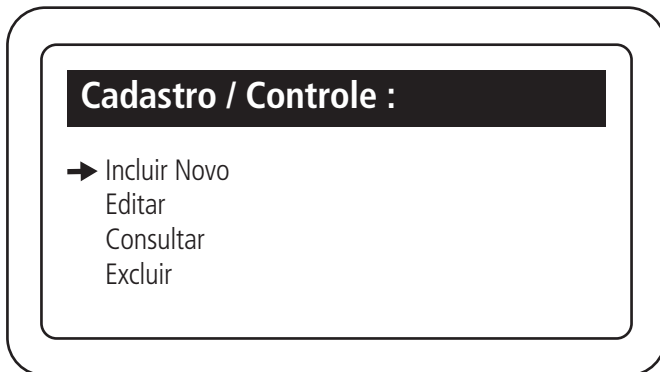 Cadastro / Controle :
Incluir Novo
Editar
Consultar
Excluir